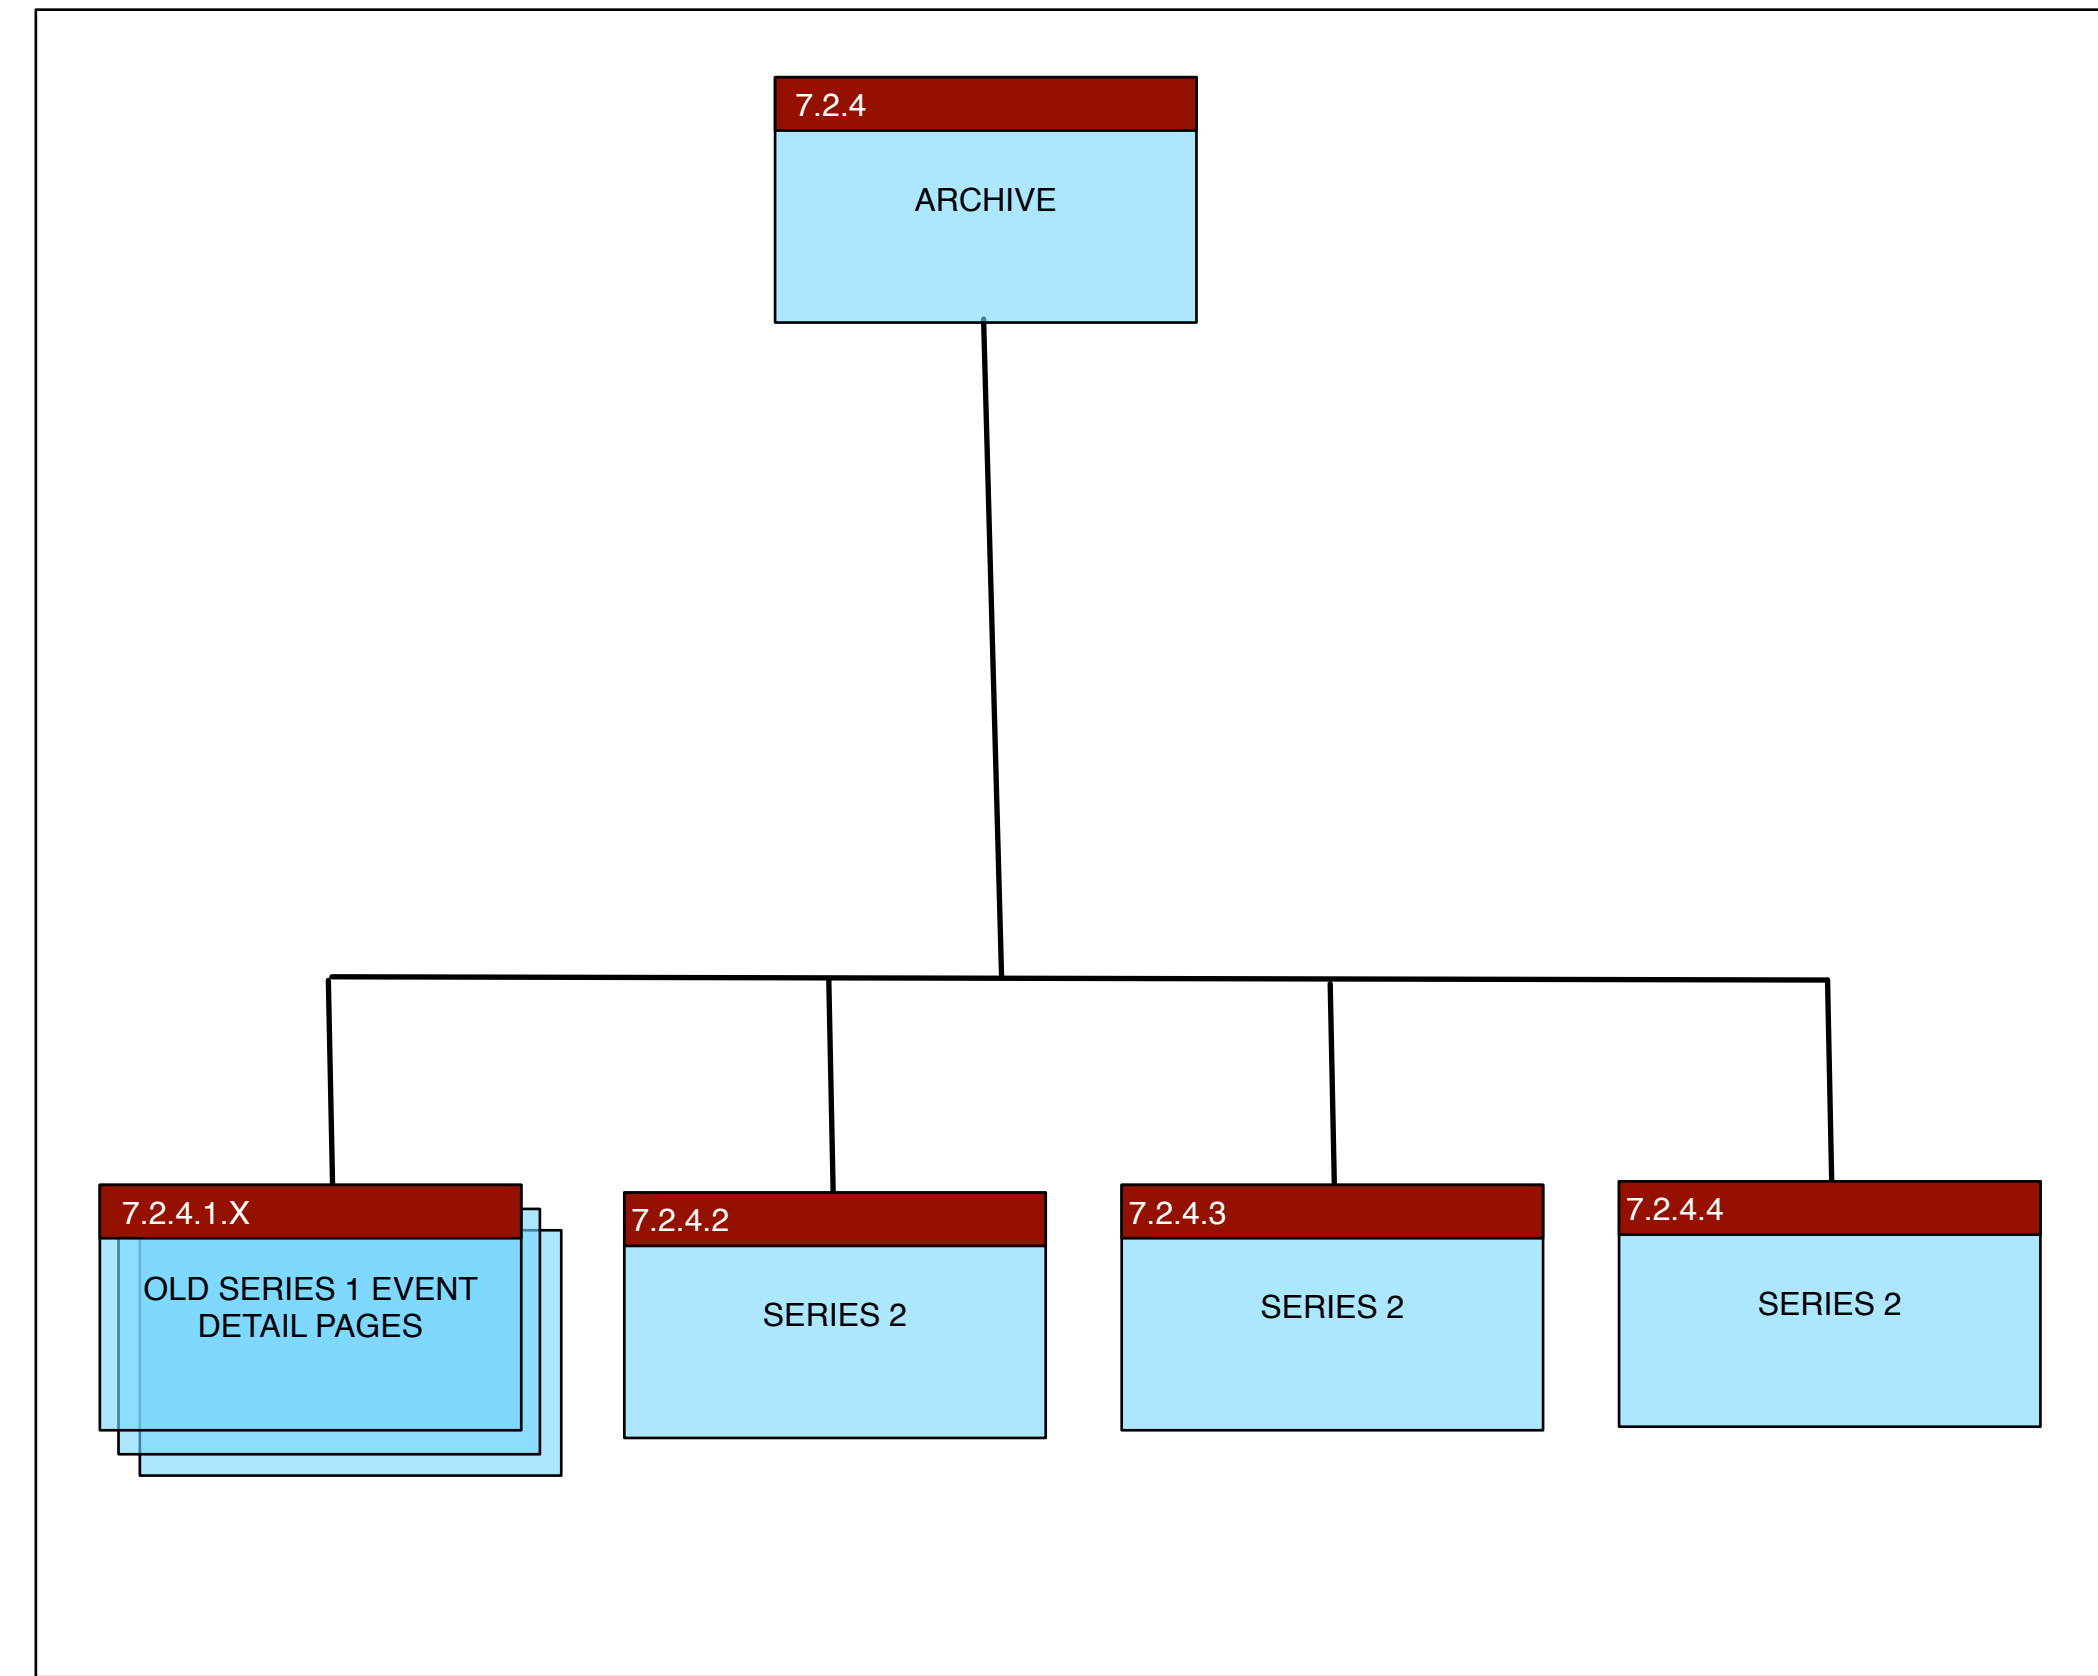 7.2.4
ARCHIVE
7.2.4.1.X
OLD SERIES 1 EVENT
DETAIL PAGES
7.2.4.2
SERIES 2
7.2.4.3
SERIES 2
7.2.4.4
SERIES 2